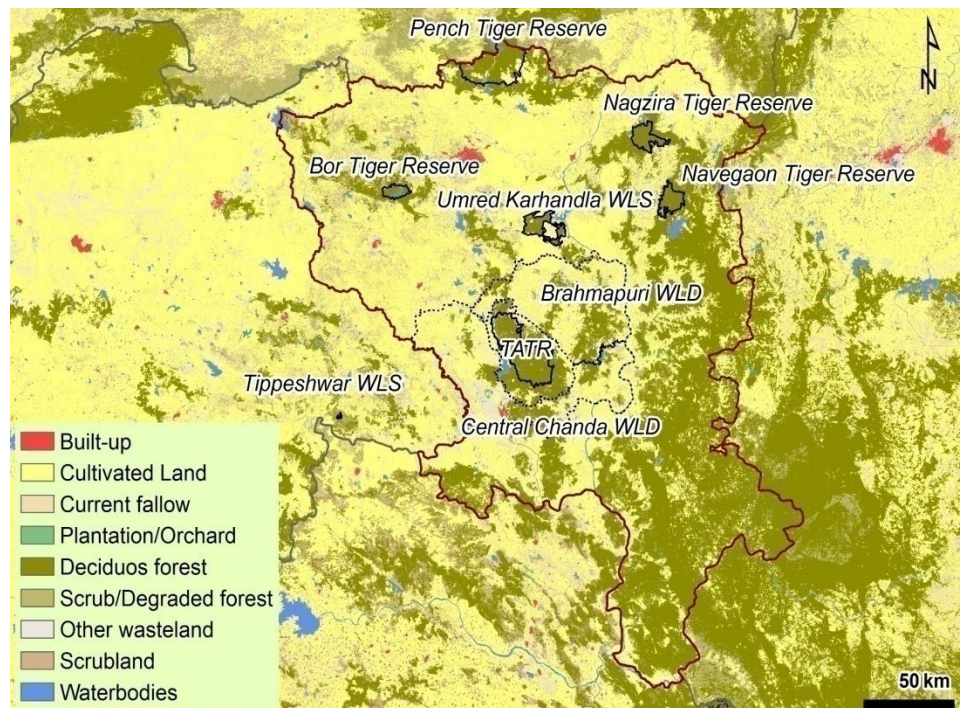 Pench Tiger Reserve
N
Nagzira Tiger Reserve
Bor Tiger Reserve
Navegaon Tiger Reserve
Umred Karhandla WLS
Brahmapuri WLD
TATR
Tippeshwar WLS
Central Chanda WLD
Built-up
Cultivated Land
Current fallow
Plantation/Orchard
Deciduos forest
Scrub/Degraded forest
Other wasteland
Scrubland
Waterbodies
50 km